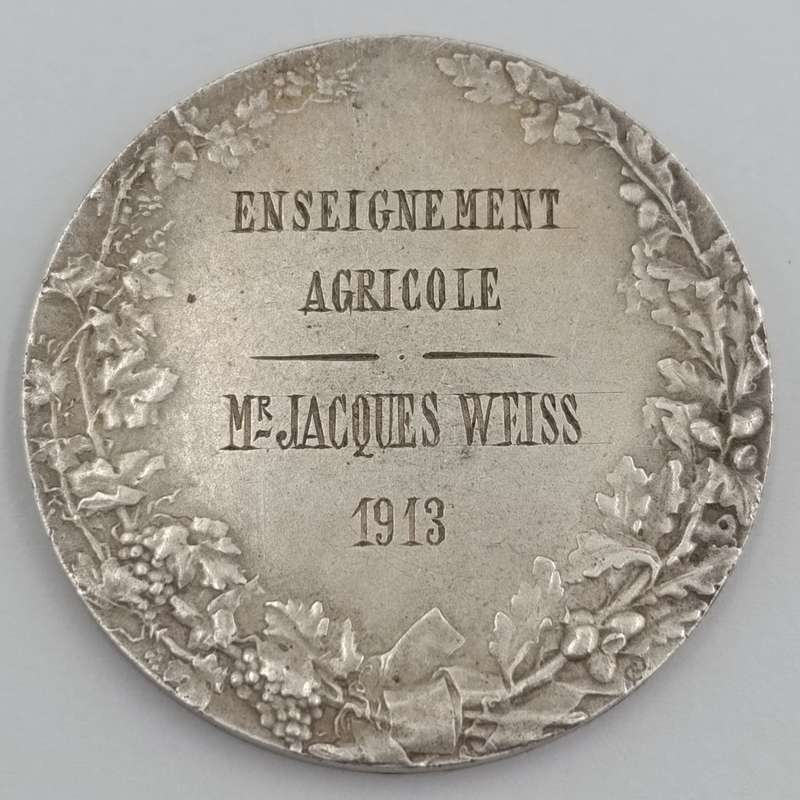 ENSEIGNEMENT
AGRICOLE
MR JACQUES WEISS
1913